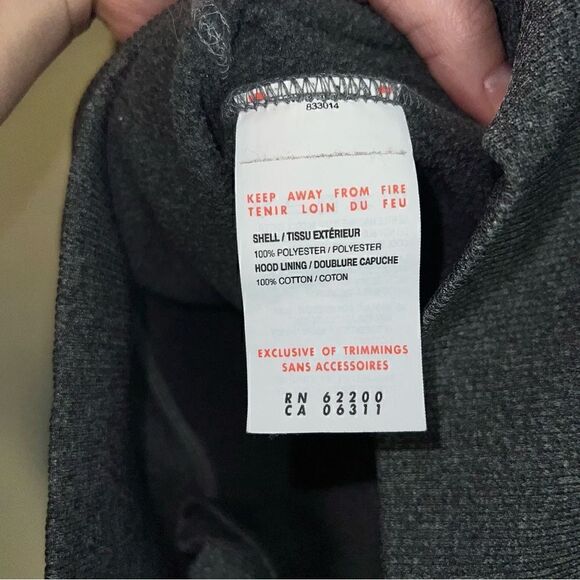 833014
KEEP AWAY FROM FIRE
TENIR LOIN DU FEU
SHELL / TISSU EXTÉRIEUR
100% POLYESTER / POLYESTER
HOOD LINING / DOUBLURE CAPUCHE
100% COTTON / COTON
EXCLUSIVE OF TRIMMINGS
SANS ACCESSOIRES
RN 62200
CA 06311